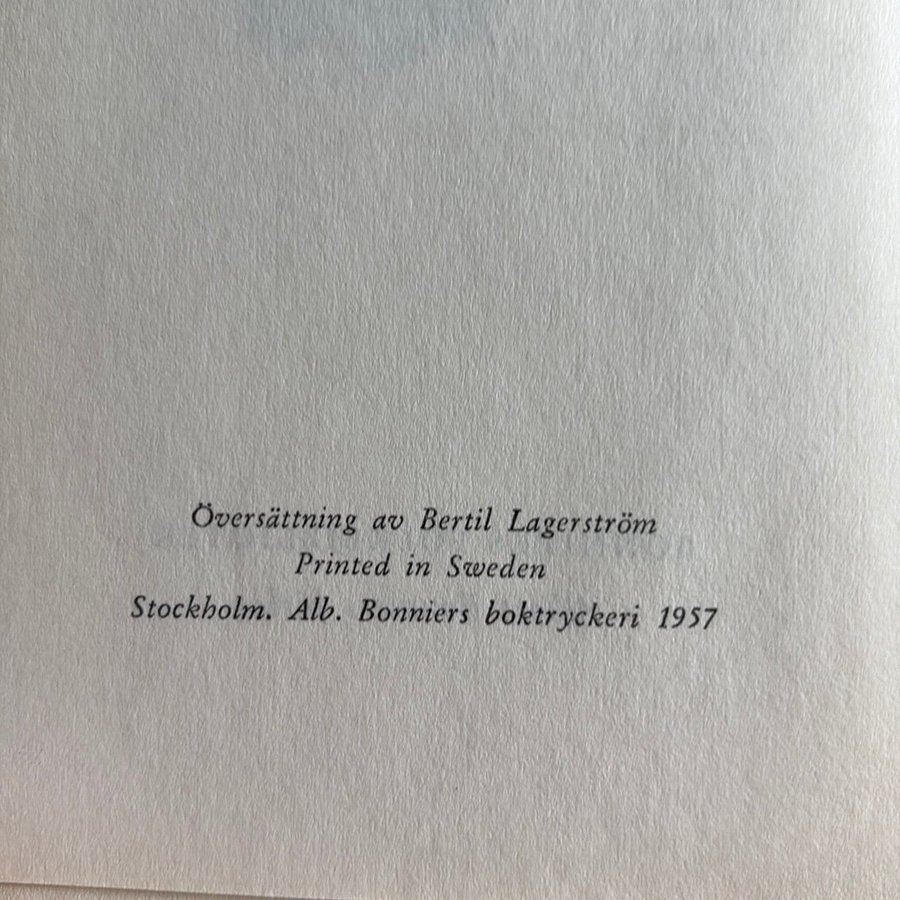 Översättning av Bertil Lagerström
Printed in Sweden
Stockholm. Alb. Bonniers boktryckeri 1957